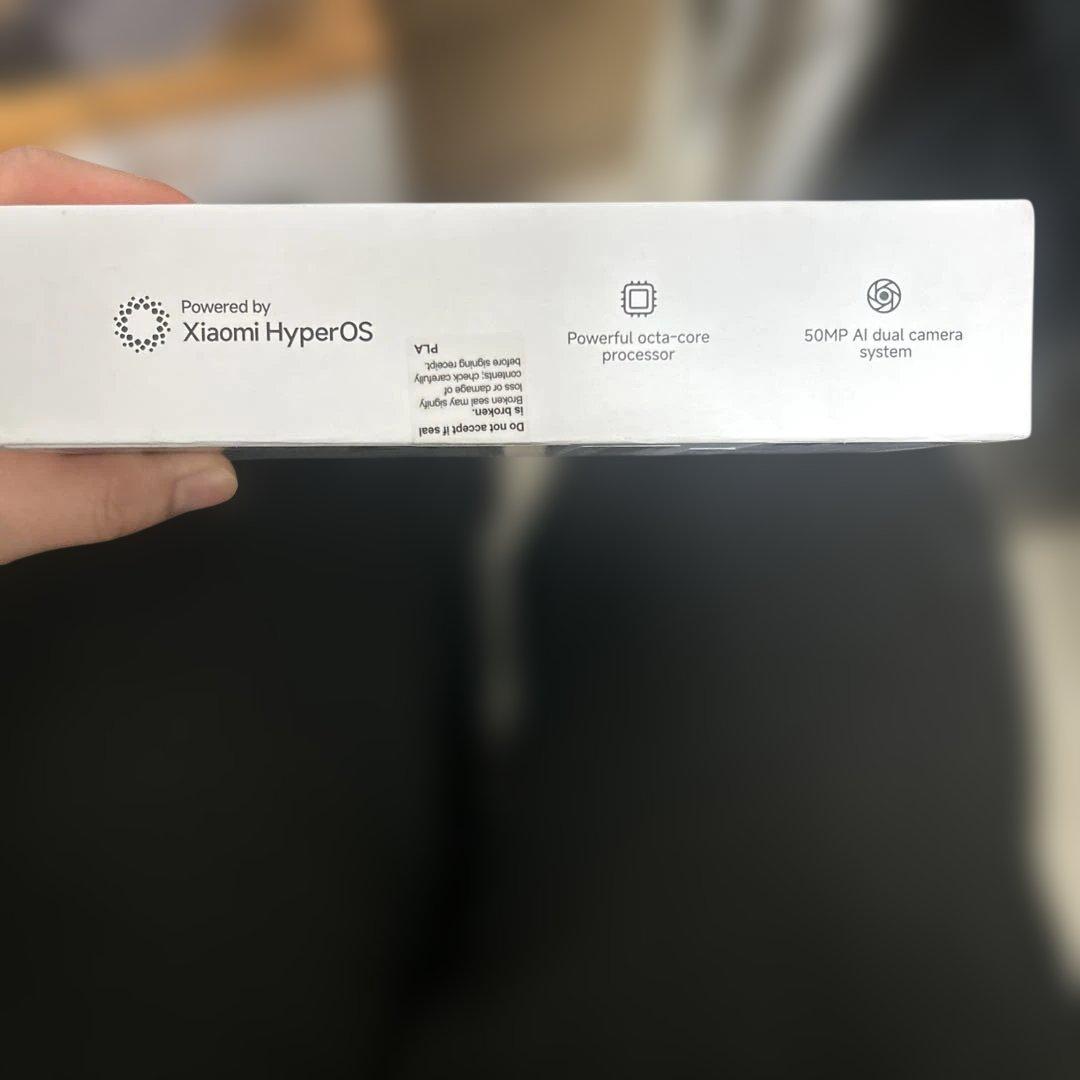 Powered by
Xiaomi HyperOS
Do not accept if seal
is broken.
Broken seal may signify
loss or damage of
contents; check carefully
before signing receipt.
PLA
Powerful octa-core
processor
50MP AI dual camera
system